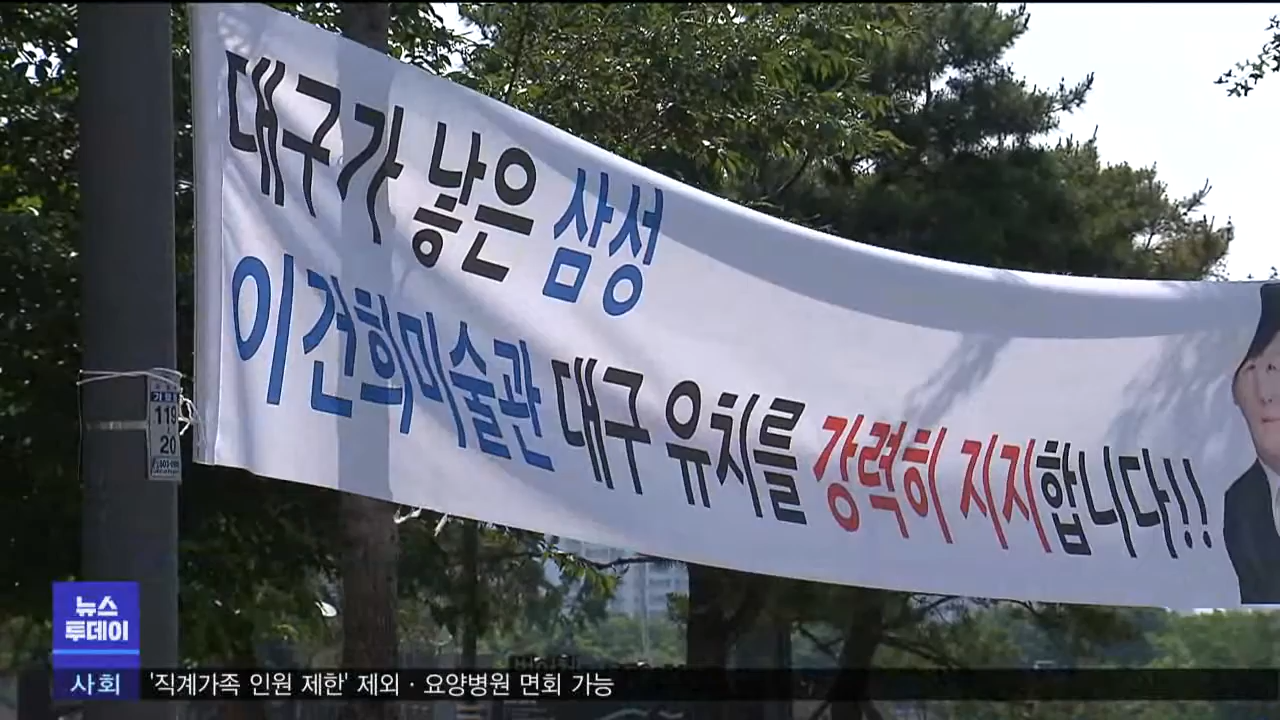 대구가 낳은 삼성
이건희미술관 대구 유치를 강력히 지지합니다!!
119
20
뉴스
투데이
사회 '직계가족 인원 제한' 제외·요양병원 면회 가능